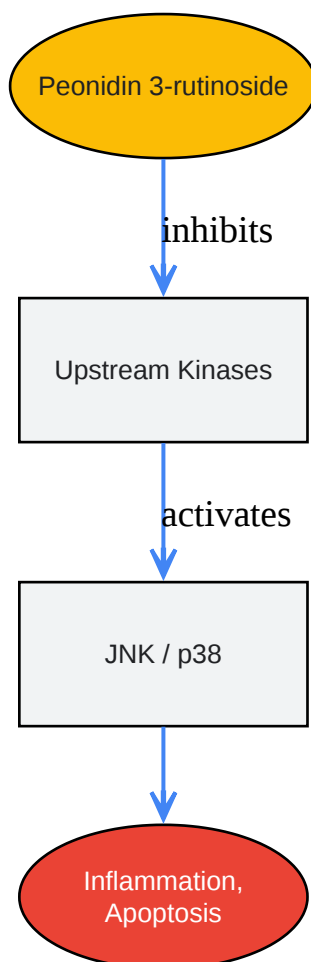 Peonidin 3-rutinoside
inhibits
Upstream Kinases
activates
JNK / p38
Inflammation,
Apoptosis